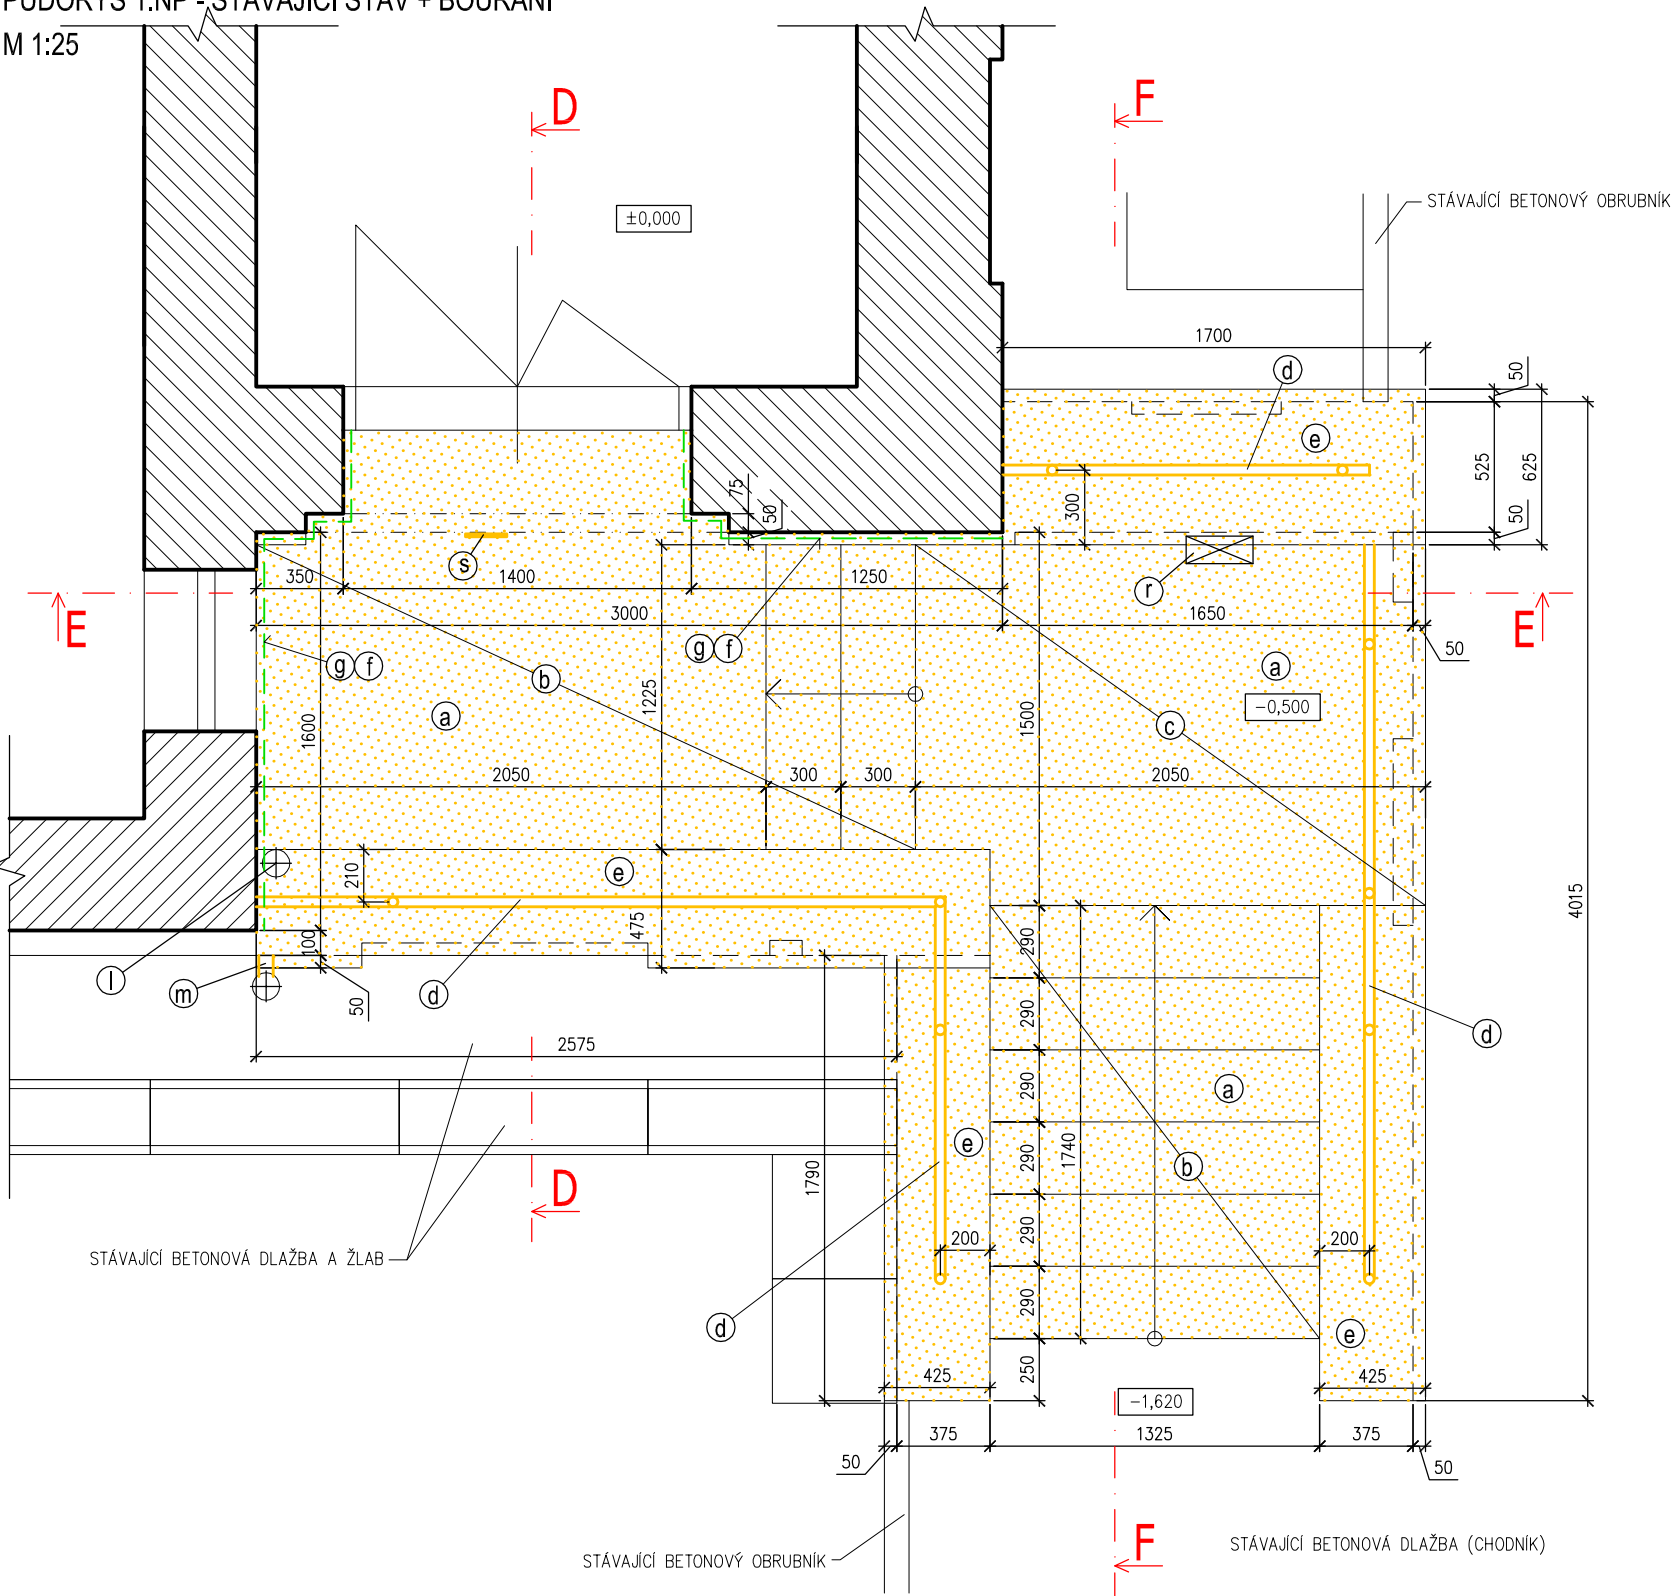 PŮDORYS 1.NP - STÁVAJÍCÍ STAV + BOURÁNÍ
M 1:25
D
F
±0,000
STÁVAJÍCÍ BETONOVÝ OBRUBNÍK
1700
50
d
e
525
625
300
75
50
50
s
r
350
1400
1250
E
3000
1650
E
50
g f
g f
b
a
a
-0,500
1225
1600
1500
c
2050
300
300
2050
210
e
475
4015
100
290
l
m
d
50
290
d
2575
290
a
e
290
1740
b
1790
D
290
200
200
STÁVAJÍCÍ BETONOVÁ DLAŽBA A ŽLAB
290
d
e
250
425
425
-1,620
375
1325
375
50
50
F
STÁVAJÍCÍ BETONOVÝ OBRUBNÍK
STÁVAJÍCÍ BETONOVÁ DLAŽBA (CHODNÍK)